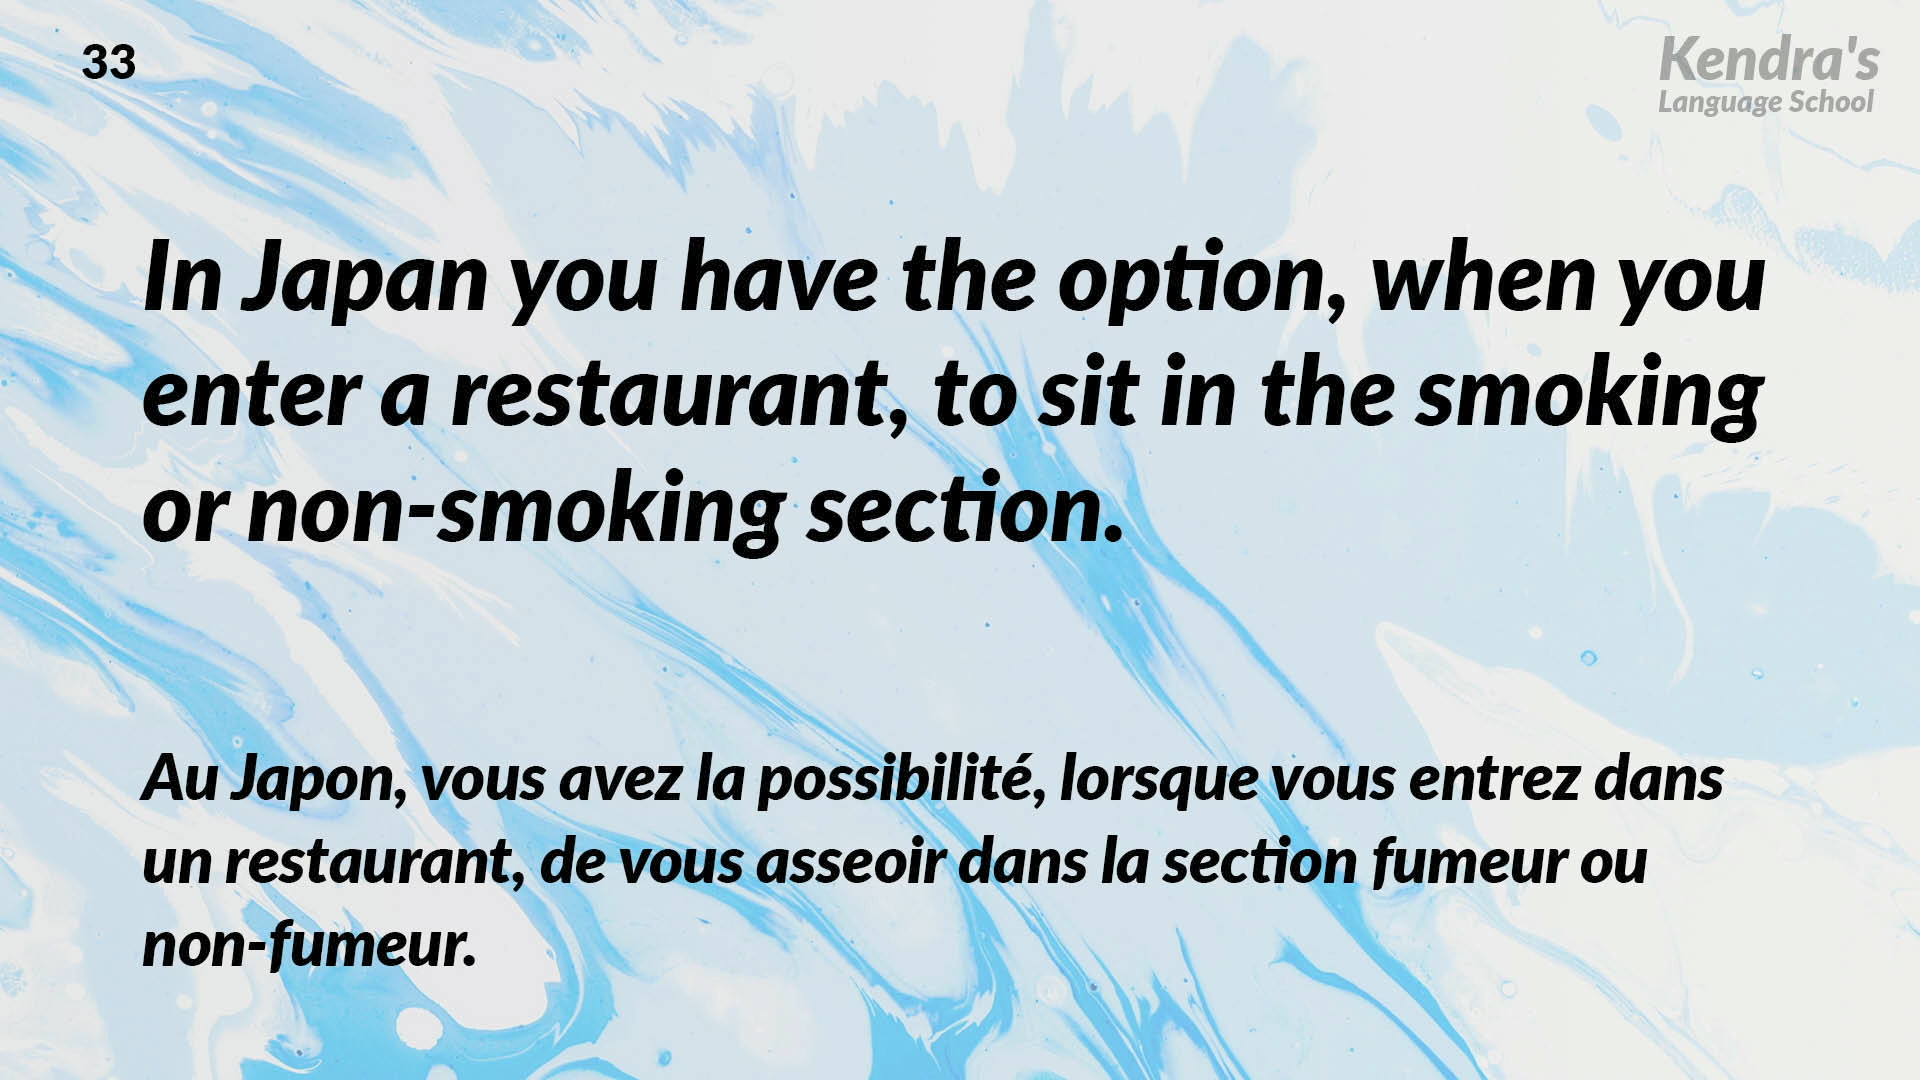 33
Kendra's
Language School
In Japan you have the option, when you
enter a restaurant, to sit in the smoking
or non-smoking section.
Au Japon, vous avez la possibilité, lorsque vous entrez dans
un restaurant, de vous asseoir dans la section fumeur ou
non-fumeur.